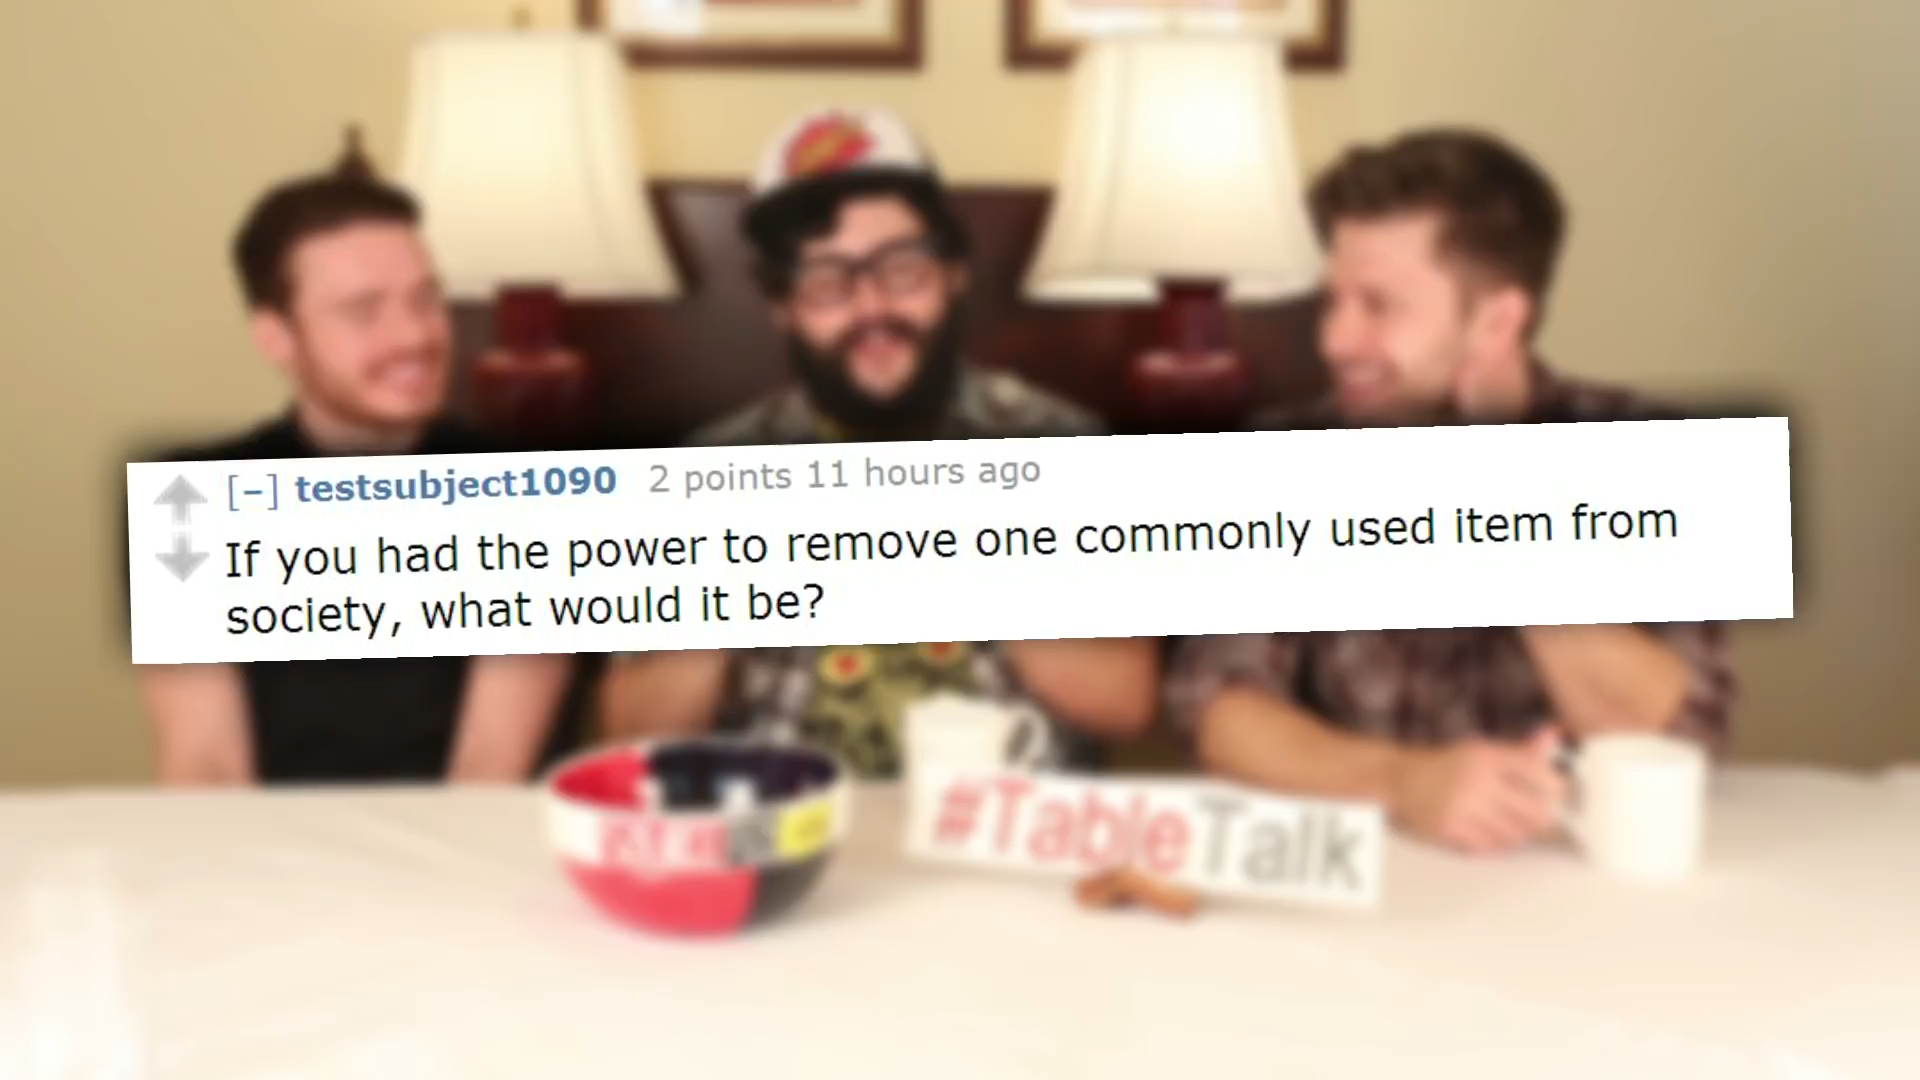 [–] testsubject1090 2 points 11 hours ago
If you had the power to remove one commonly used item from
society, what would it be?
#TableTalk